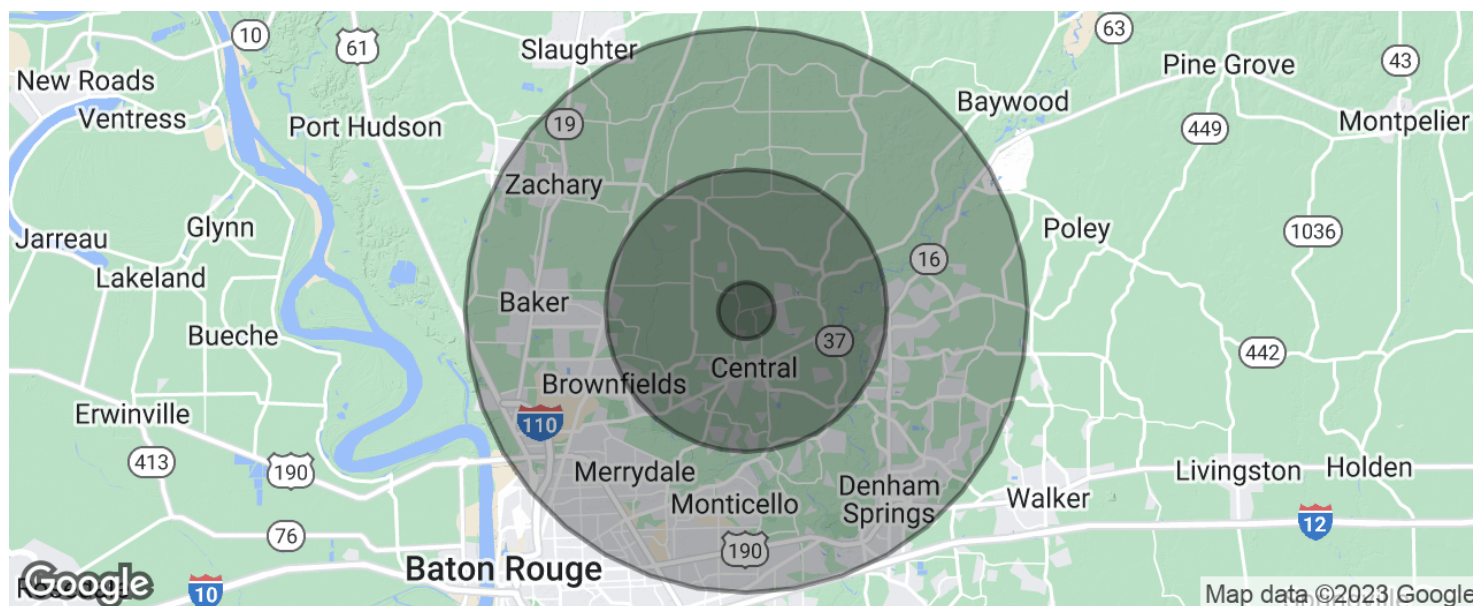 10
61
Slaughter
63
Pine Grove
43
New Roads
Ventress
Port Hudson
19
Baywood
449
Montpelier
Zachary
Jarreau
Glynn
Lakeland
Poley
1036
16
Baker
Bueche
37
442
Central
Brownfields
Erwinville
110
413
190
Merrydale
Monticello
Denham
Springs
Walker
Livingston
Holden
76
190
12
Baton Rouge
Google
10
Map data ©2023 Google